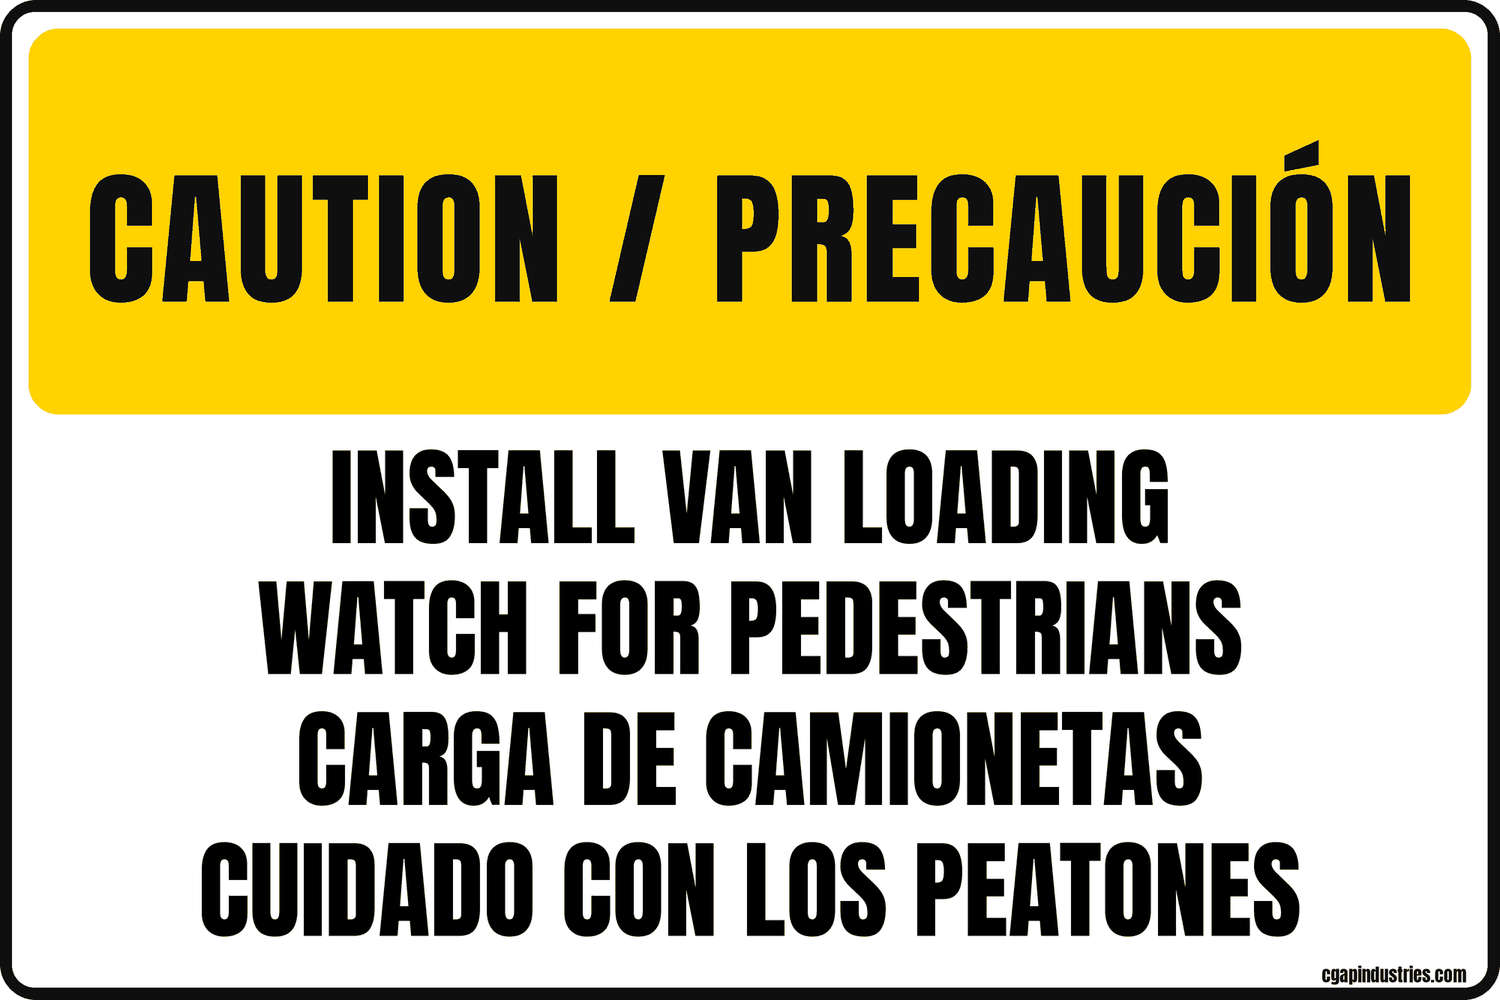 CAUTION / PRECAUCIÓN
INSTALL VAN LOADING
WATCH FOR PEDESTRIANS
CARGA DE CAMIONETAS
CUIDADO CON LOS PEATONES
cgapindustries.com